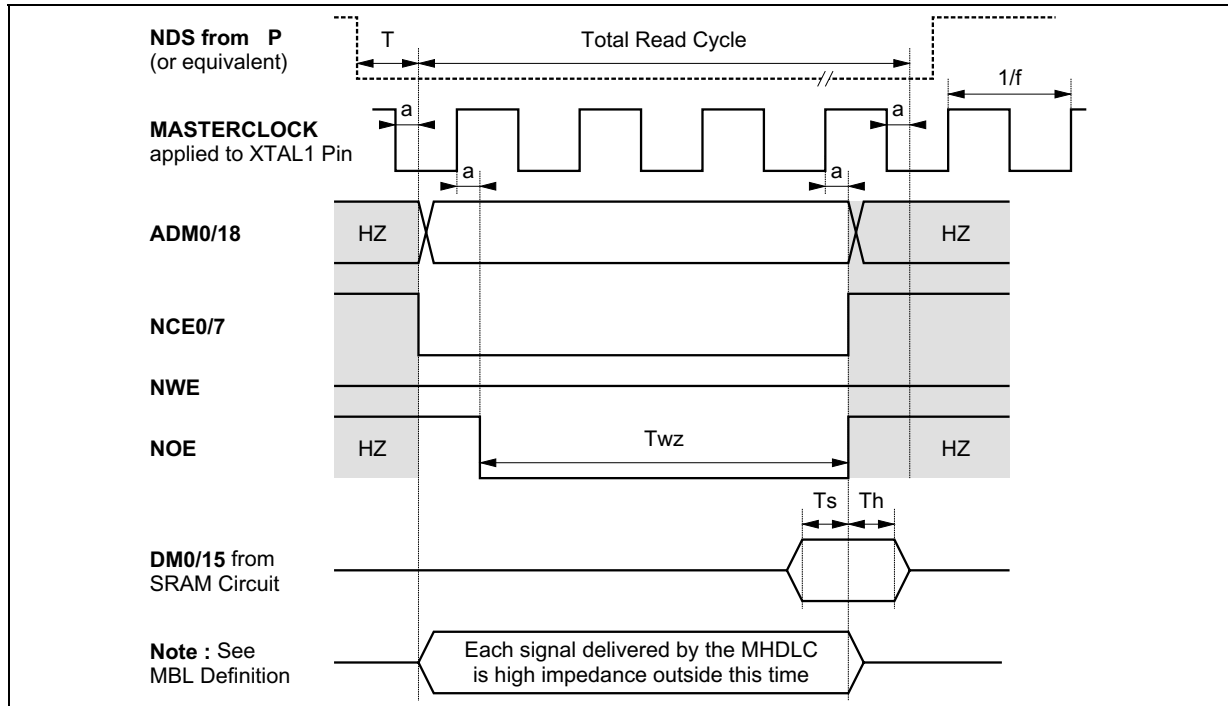 NDS from P
(or equivalent)
T
Total Read Cycle
1/f
MASTERCLOCK
applied to XTAL1 Pin
a
a
a
a
ADM0/18
HZ
HZ
NCE0/7
NWE
NOE
HZ
Twz
HZ
Ts
Th
DM0/15 from
SRAM Circuit
Note : See
MBL Definition
Each signal delivered by the MHDLC
is high impedance outside this time